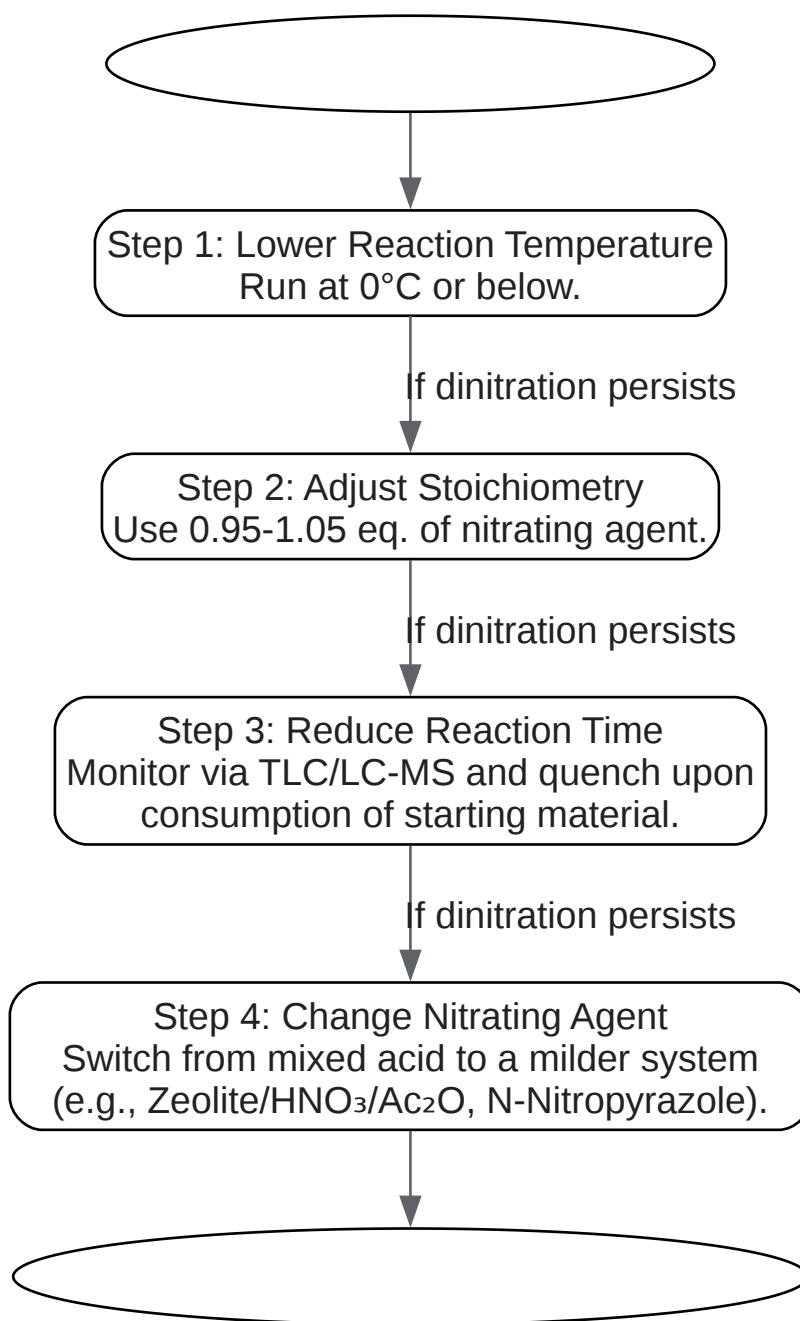 Step 1: Lower Reaction Temperature
Run at 0°C or below.
If dinitration persists
Step 2: Adjust Stoichiometry
Use 0.95-1.05 eq. of nitrating agent.
If dinitration persists
Step 3: Reduce Reaction Time
Monitor via TLC/LC-MS and quench upon
consumption of starting material.
If dinitration persists
Step 4: Change Nitrating Agent
Switch from mixed acid to a milder system
(e.g., Zeolite/HNO₃/Ac₂O, N-Nitropyrazole).